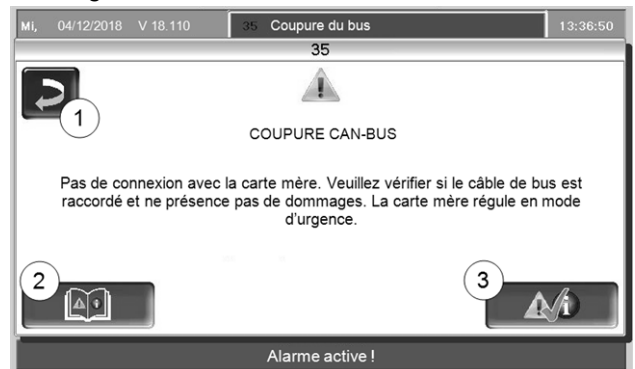 Mi, 04/12/2018 V 18.110 35 Coupure du bus 13:36:50
35
1
COUPURE CAN-BUS
Pas de connexion avec la carte mère. Veuillez vérifier si le câble de bus est
raccordé et ne présence pas de dommages. La carte mère régule en mode
d'urgence.
2
3
Alarme active !